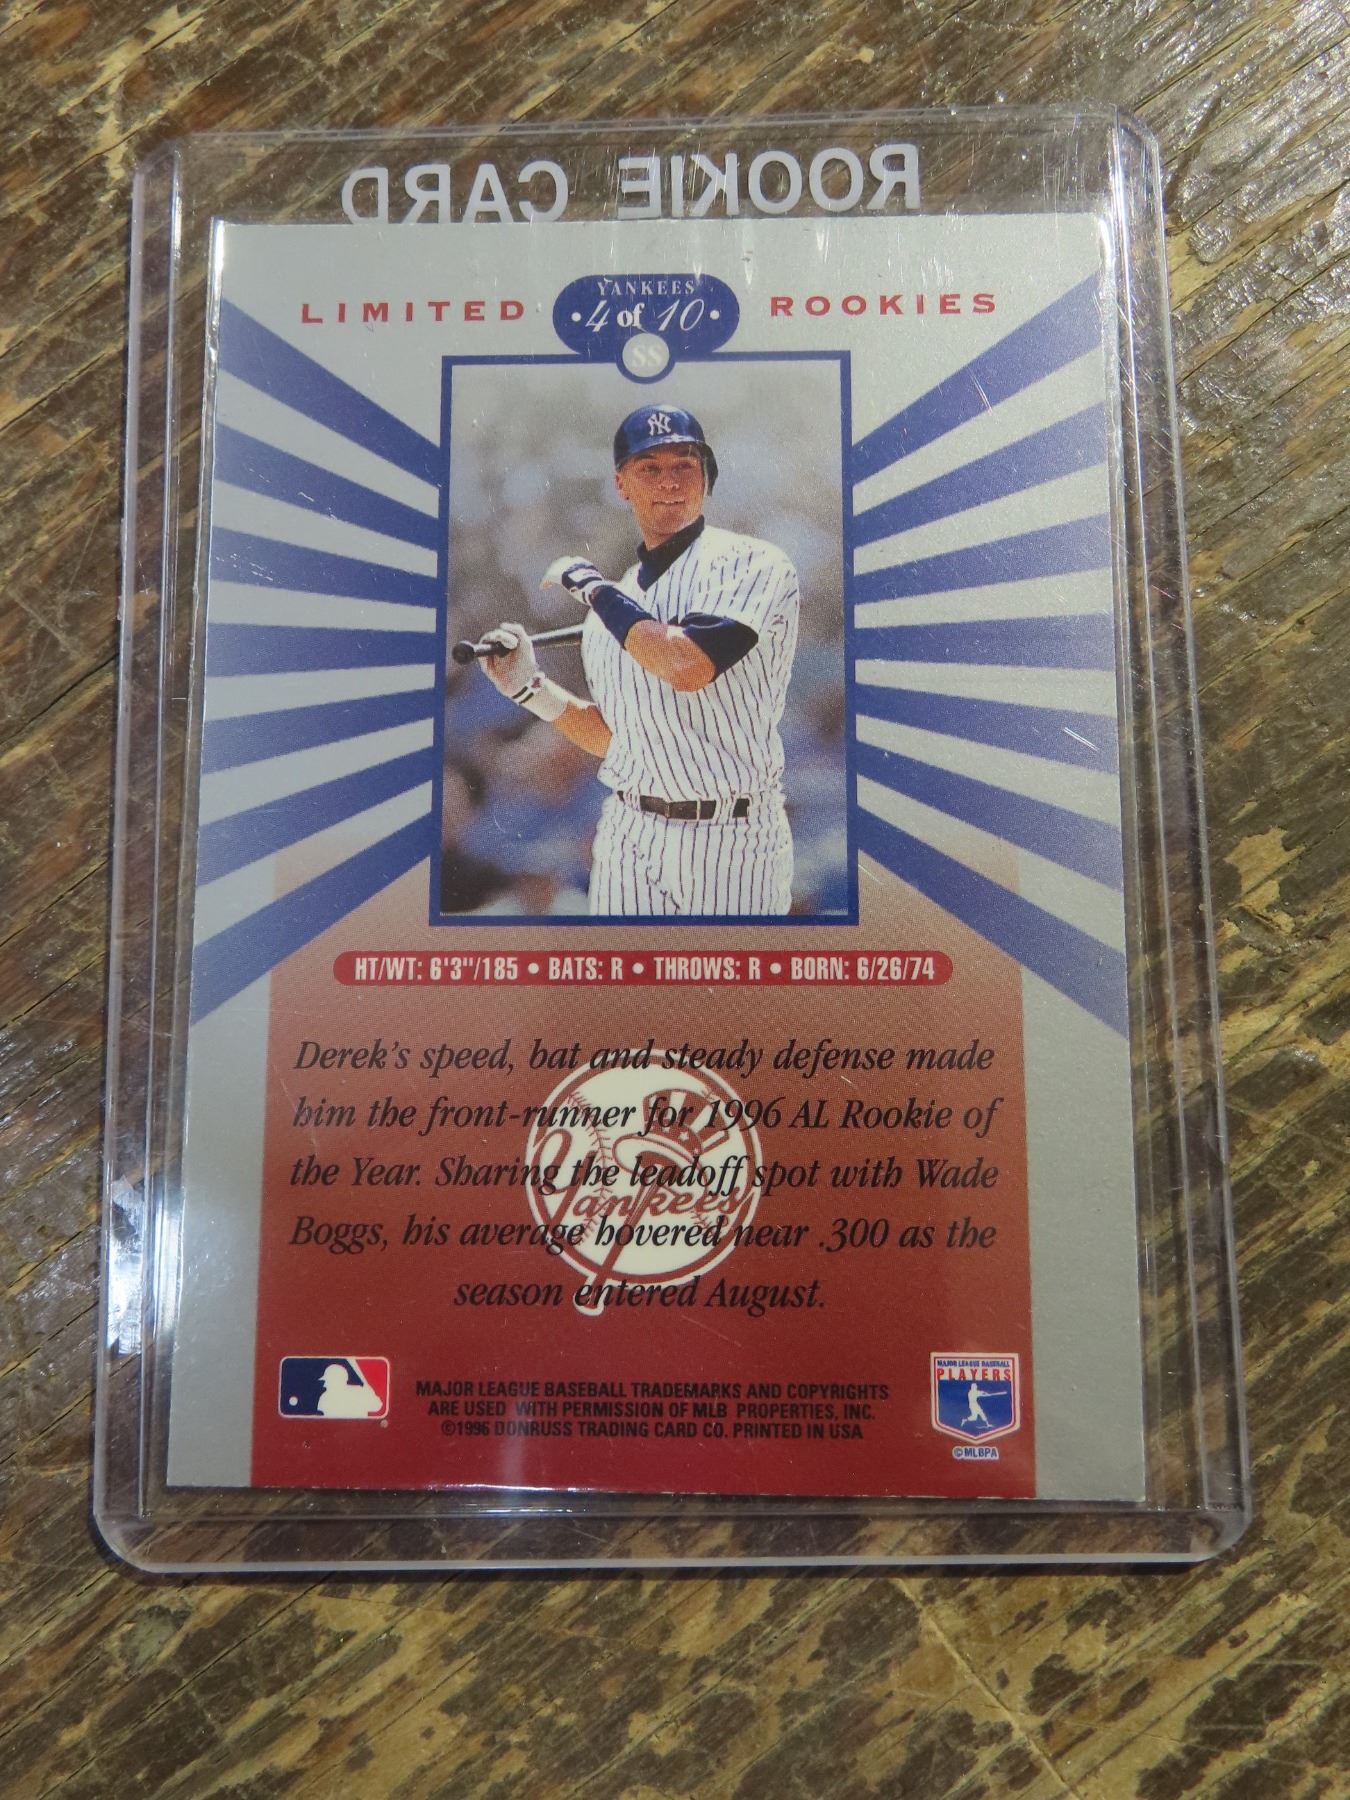 ROOKIE CARD
LIMITED YANKEES ROOKIES
•4 of 10•
SS
NY
HT/WT: 6'3"/185 • BATS: R • THROWS: R • BORN: 6/26/74
Derek's speed, bat and steady defense made
him the front-runner for 1996 AL Rookie of
the Year. Sharing the leadoff spot with Wade
Yankees
Boggs, his average hovered near .300 as the
season entered August.
MAJOR LEAGUE BASEBALL TRADEMARKS AND COPYRIGHTS
ARE USED WITH PERMISSION OF MLB PROPERTIES, INC.
©1996 DONRUSS TRADING CARD CO. PRINTED IN USA
MAJOR LEAGUE BASEBALL
PLAYERS
©MLBPA